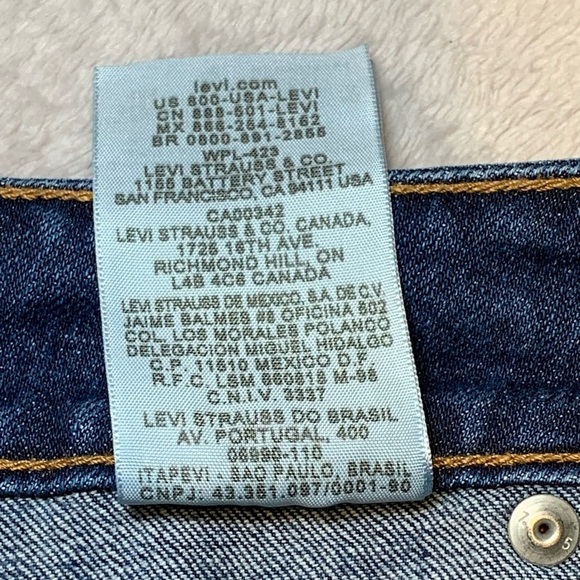 levi.com
US 800-USA-LEVI
CN 888-501-LEVI
MX 866-264-8162
BR 0800-891-2855
WPL-423
LEVI STRAUSS & CO.
1155 BATTERY STREET
SAN FRANCISCO, CA 94111 USA
CA00342
LEVI STRAUSS & CO. CANADA,
1725 16TH AVE.
RICHMOND HILL, ON
L4B 4C6 CANADA
LEVI STRAUSS DE MEXICO, S.A. DE C.V.
JAIME BALMES #8 OFICINA 602
COL. LOS MORALES POLANCO
DELEGACION MIGUEL HIDALGO
C.P. 11510 MEXICO D.F.
R.F.C. LSM 860818 M-96
C.N.I.V. 3337
LEVI STRAUSS DO BRASIL
AV. PORTUGAL, 400
06690-110
ITAPEVI . SAO PAULO, BRASIL
CNPJ: 43.351.097/0001-90